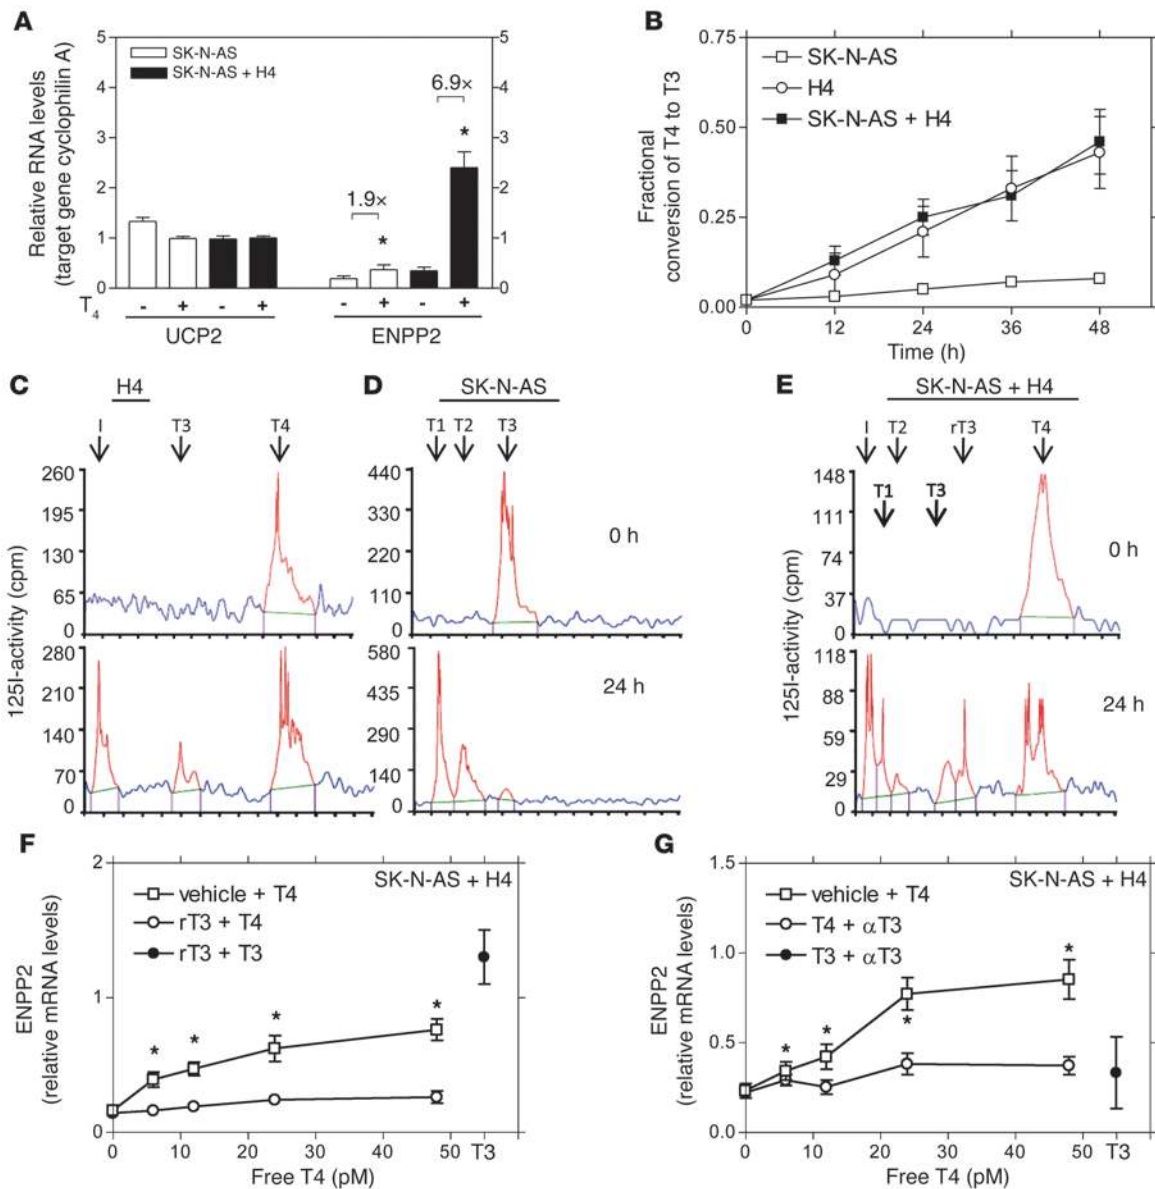 A
Relative RNA levels
(target gene cyclophilin A)
5
4
3
2
1
0
SK-N-AS
SK-N-AS + H4
1.9×
*
6.9×
*
5
4
3
2
1
0
T4 - + - + - + - +
UCP2 ENPP2
B
Fractional
conversion of T4 to T3
0.75
0.50
0.25
0.00
SK-N-AS
H4
SK-N-AS + H4
0 12 24 36 48
Time (h)
C
H4
I T3 T4
125I-activity (cpm)
260
195
130
65
0
280
210
140
70
0
D
SK-N-AS
T1 T2 T3
440
330
220
110
0
0 h
580
435
290
140
0
24 h
E
SK-N-AS + H4
I T2 rT3 T4
T1 T3
125I-activity (cpm)
148
111
74
37
0
0 h
118
88
59
29
0
24 h
F
ENPP2
(relative mRNA levels)
2
1
0
SK-N-AS + H4
vehicle + T4
rT3 + T4
rT3 + T3
* * * *
0 10 20 30 40 50 T3
Free T4 (pM)
G
ENPP2
(relative mRNA levels)
1.5
1.0
0.5
0.0
SK-N-AS + H4
vehicle + T4
T4 + αT3
T3 + αT3
* * * *
0 10 20 30 40 50 T3
Free T4 (pM)